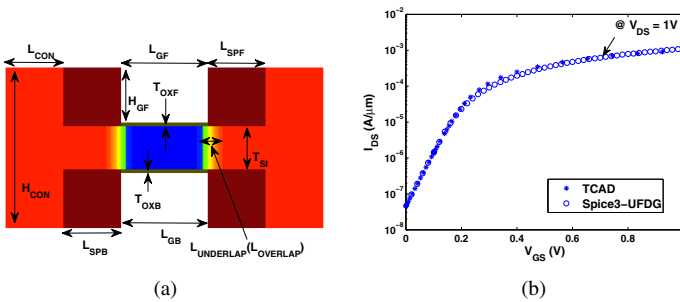 L_CON
L_GF
L_SPF
H_GF
T_OXF
H_CON
T_SI
T_OXB
L_SPB
L_GB
L_UNDERLAP(L_OVERLAP)
(a)
@ V_DS = 1V
I_DS (A/μm)
10^-2
10^-3
10^-4
10^-5
10^-6
10^-7
10^-8
TCAD
Spice3-UFDG
0 0.2 0.4 0.6 0.8
V_GS (V)
(b)